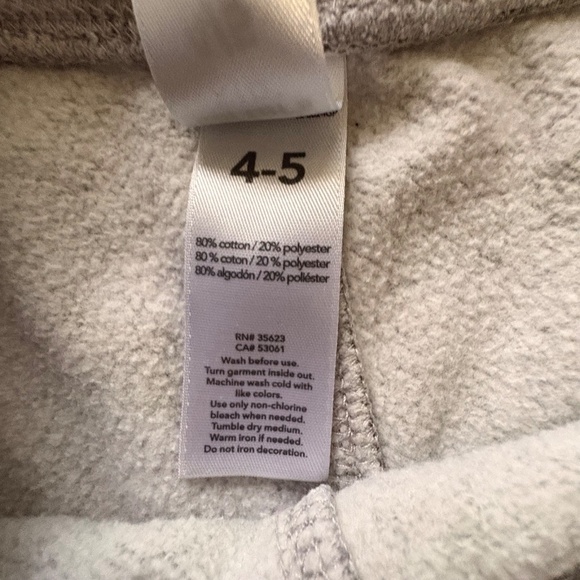 4-5
80% cotton / 20% polyester
80 % coton / 20 % polyester
80% algodón / 20% poliéster
RN# 35623
CA# 53061
Wash before use.
Turn garment inside out.
Machine wash cold with
like colors.
Use only non-chlorine
bleach when needed.
Tumble dry medium.
Warm iron if needed.
Do not iron decoration.